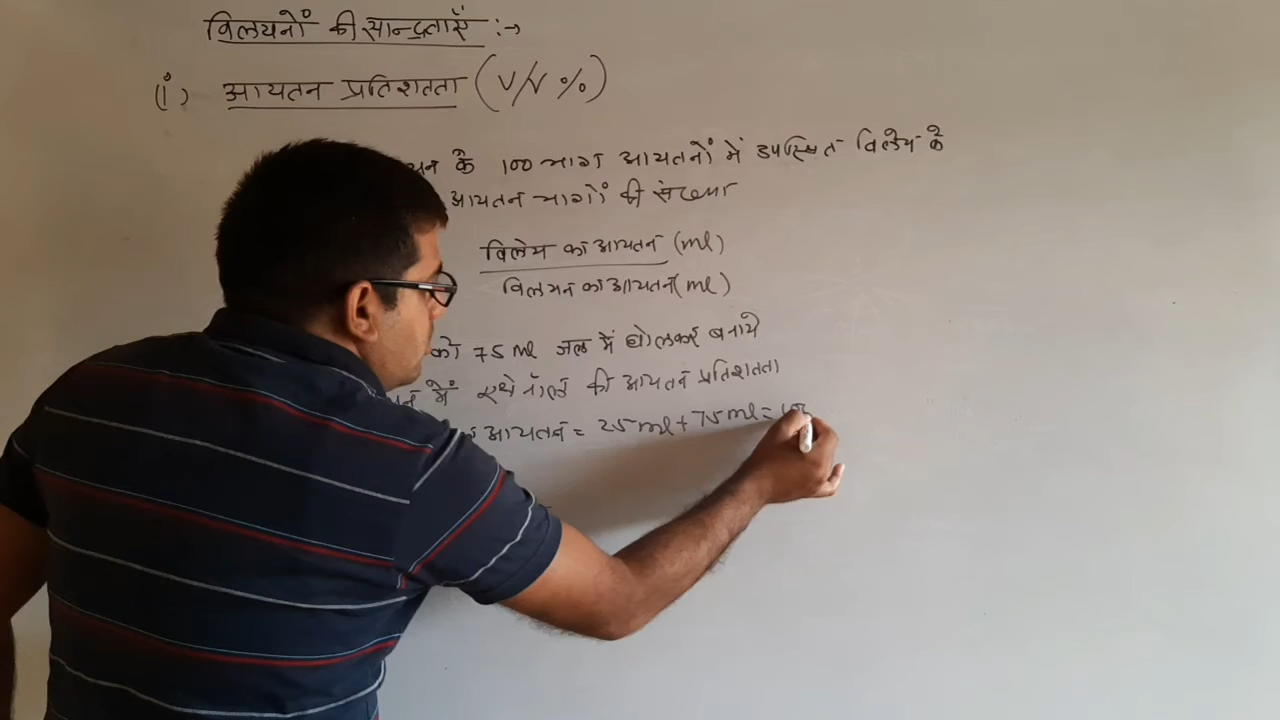 विलयनों की सान्द्रताएँ :→
(i) आयतन प्रतिशतता (V/V %)
के 100 भाग आयतनों में उपस्थित विलेय के
आयतन भागों की संख्या
विलेय का आयतन (ml)
विलयन का आयतन (ml)
को 75 ml जल में घोलकर बनाये
में एथेनॉल की आयतन प्रतिशतता
आयतन = 25 ml + 75 ml =